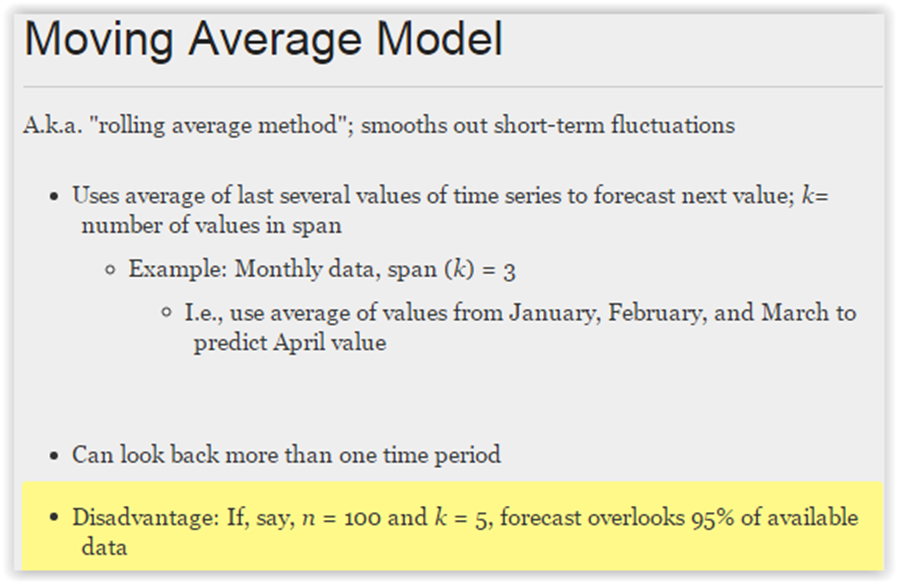 Moving Average Model
A.k.a. "rolling average method"; smooths out short-term fluctuations
• Uses average of last several values of time series to forecast next value; k=
number of values in span
◦ Example: Monthly data, span (k) = 3
◦ I.e., use average of values from January, February, and March to
predict April value
• Can look back more than one time period
• Disadvantage: If, say, n = 100 and k = 5, forecast overlooks 95% of available
data